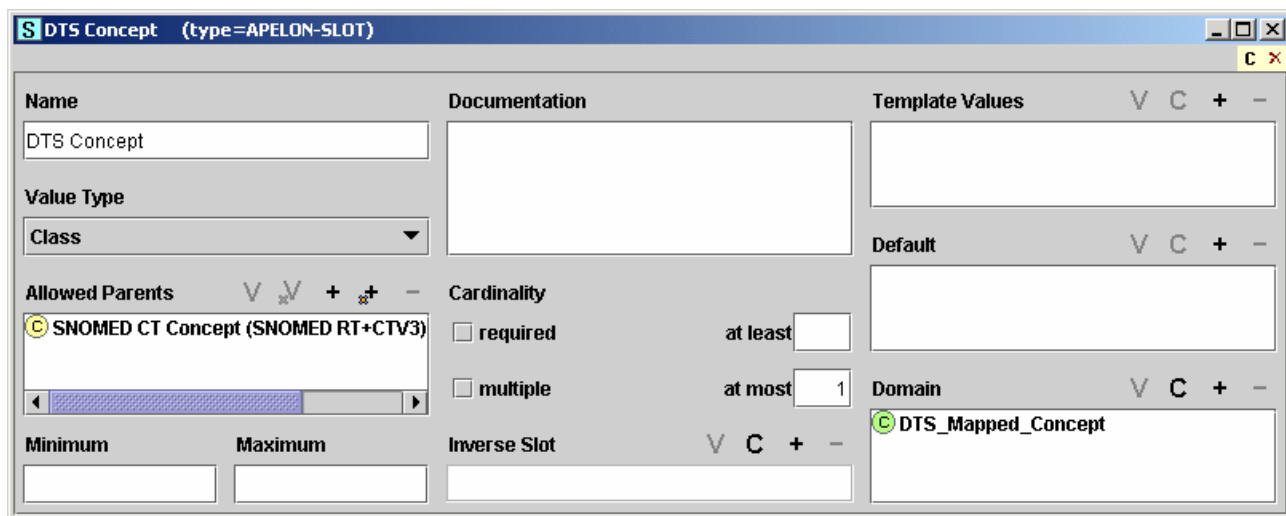 S DTS Concept (type=APELON-SLOT)
C ×
Name
DTS Concept
Value Type
Class
Allowed Parents V V + + −
C SNOMED CT Concept (SNOMED RT+CTV3)
Minimum Maximum
Documentation
Cardinality
required at least
multiple at most 1
Inverse Slot V C + −
Template Values V C + −
Default V C + −
Domain V C + −
C DTS_Mapped_Concept